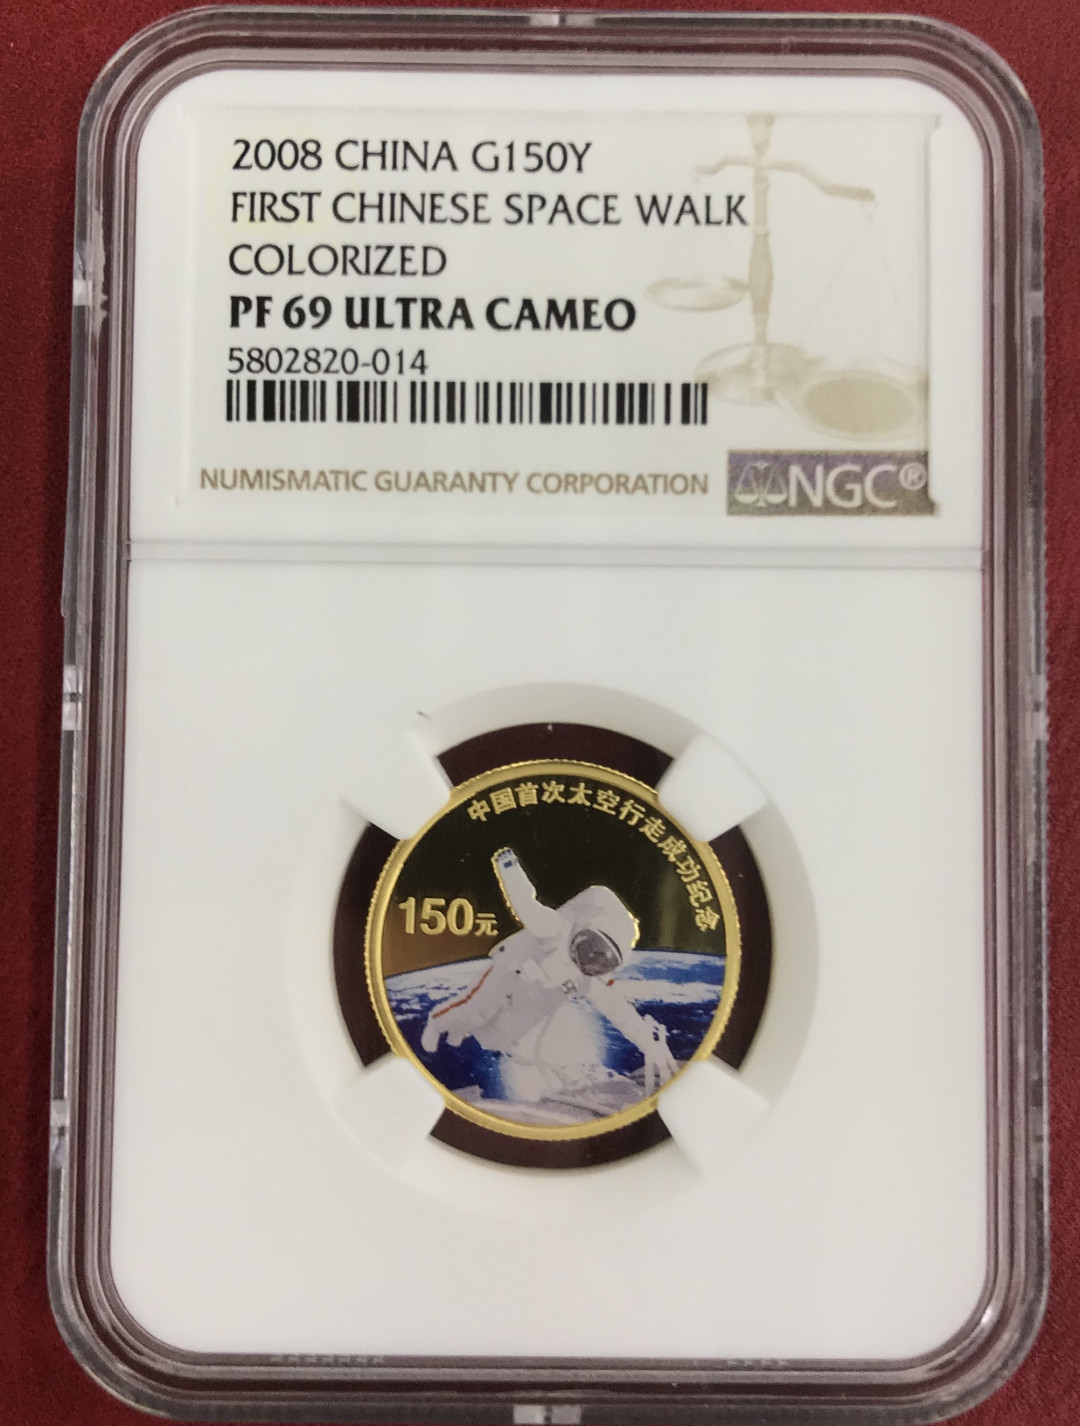 2008 CHINA G150Y
FIRST CHINESE SPACE WALK
COLORIZED
PF 69 ULTRA CAMEO
5802820-014
NUMISMATIC GUARANTY CORPORATION
NGC®
中国首次太空行走成功纪念
150元